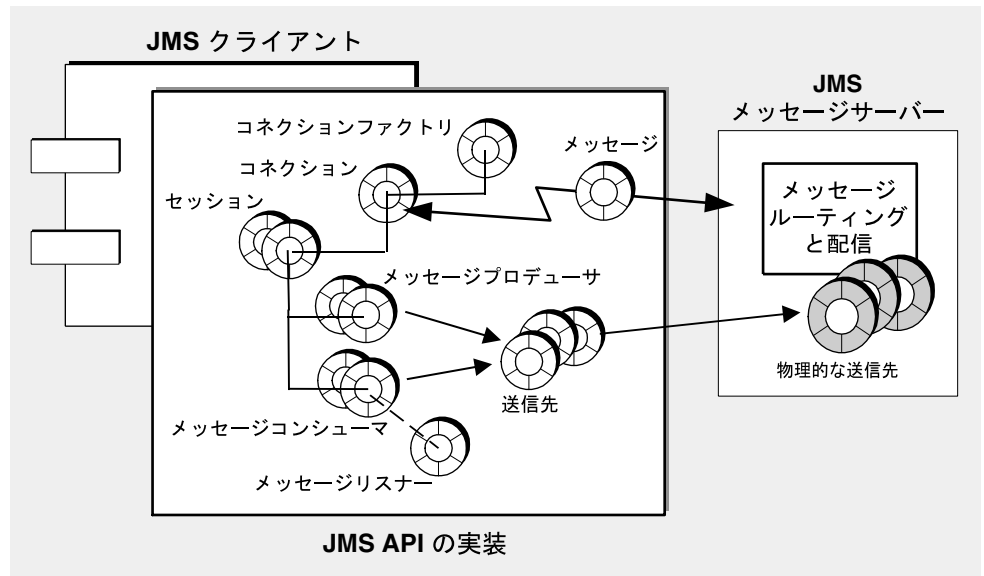 JMS クライアント
JMS
メッセージサーバー
コネクションファクトリ
メッセージ
コネクション
セッション
メッセージ
ルーティング
と配信
メッセージプロデューサ
物理的な送信先
送信先
メッセージコンシューマ
メッセージリスナー
JMS API の実装